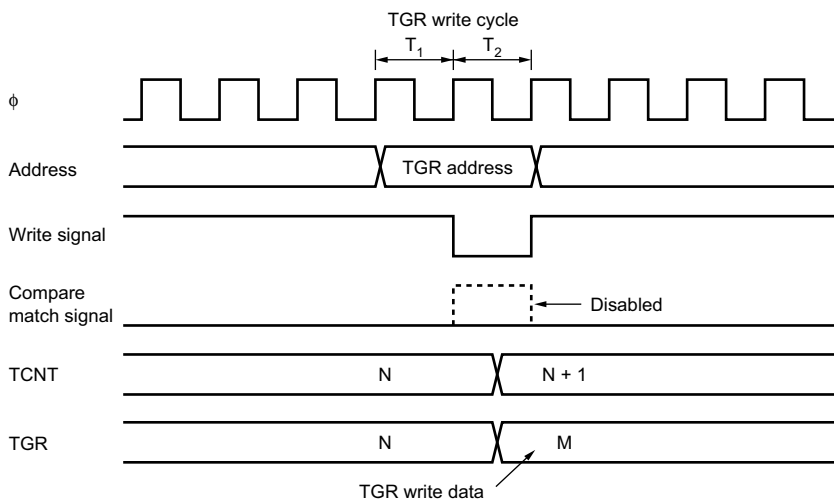 TGR write cycle
T1 T2
ϕ
Address
TGR address
Write signal
Compare
match signal
Disabled
TCNT
N
N + 1
TGR
N
M
TGR write data